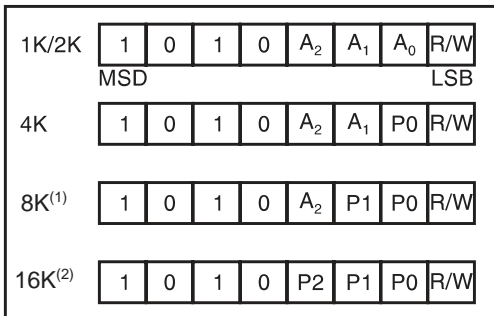 1K/2K 1 0 1 0 A₂ A₁ A₀ R/W
MSD LSB
4K 1 0 1 0 A₂ A₁ P0 R/W
8K⁽¹⁾ 1 0 1 0 A₂ P1 P0 R/W
16K⁽²⁾ 1 0 1 0 P2 P1 P0 R/W